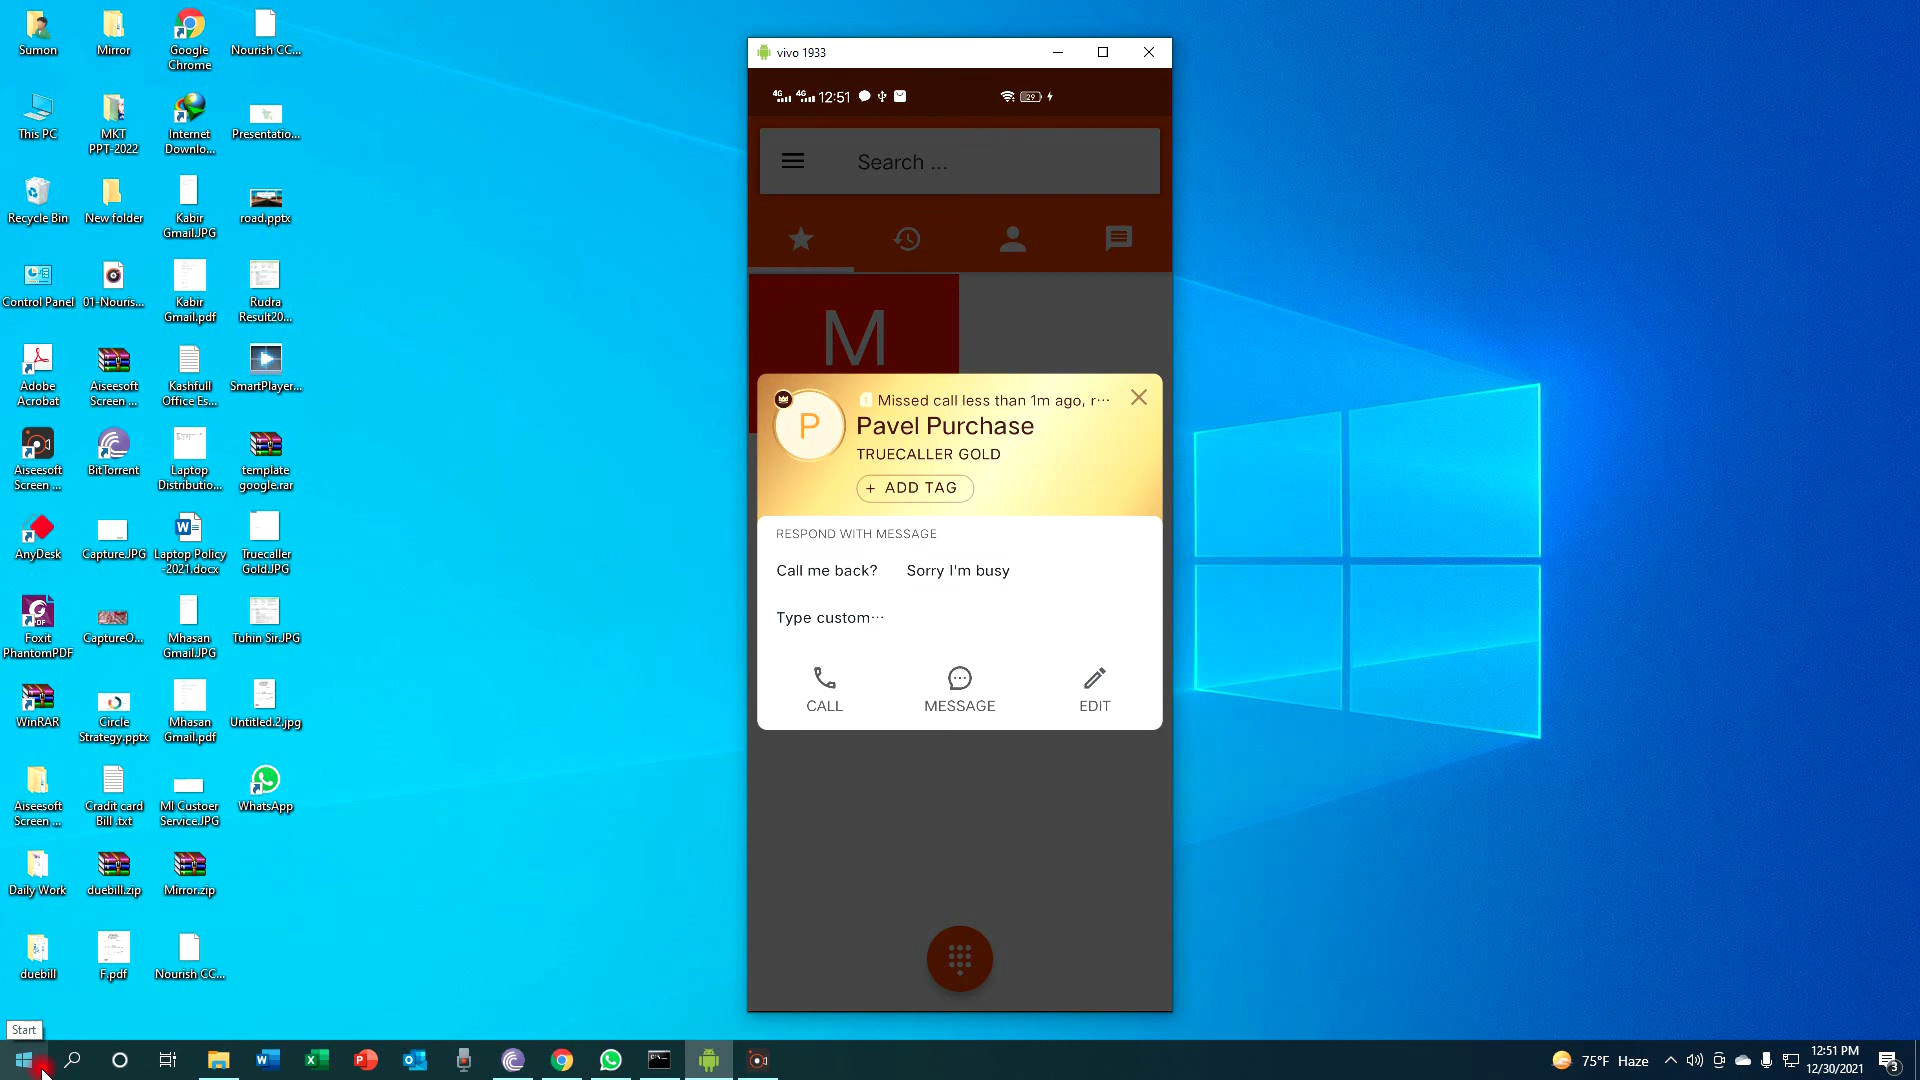 Sumon
Mirror
Google
Chrome
Nourish CC...
This PC
MKT
PPT-2022
Internet
Downlo...
Presentatio...
Recycle Bin
New folder
Kabir
Gmail.JPG
road.pptx
Control Panel
01-Nouris...
Kabir
Gmail.pdf
Rudra
Result20...
Adobe
Acrobat
Aiseesoft
Screen ...
Kashfull
Office Es...
SmartPlayer...
Aiseesoft
Screen ...
BitTorrent
Laptop
Distributio...
template
google.rar
AnyDesk
Capture.JPG
Laptop Policy
-2021.docx
Truecaller
Gold.JPG
Foxit
PhantomPDF
CaptureO...
Mhasan
Gmail.JPG
Tuhin Sir.JPG
WinRAR
Circle
Strategy.pptx
Mhasan
Gmail.pdf
Untitled.2.jpg
Aiseesoft
Screen ...
Cradit card
Bill .txt
MI Custoer
Service.JPG
WhatsApp
Daily Work
duebill.zip
Mirror.zip
duebill
F.pdf
Nourish CC...
Start
vivo 1933
4G 4G 12:51 29
Search ...
M
P
Missed call less than 1m ago, r...
Pavel Purchase
TRUECALLER GOLD
+ ADD TAG
RESPOND WITH MESSAGE
Call me back? Sorry I'm busy
Type custom...
CALL MESSAGE EDIT
75°F Haze
12:51 PM
12/30/2021
3